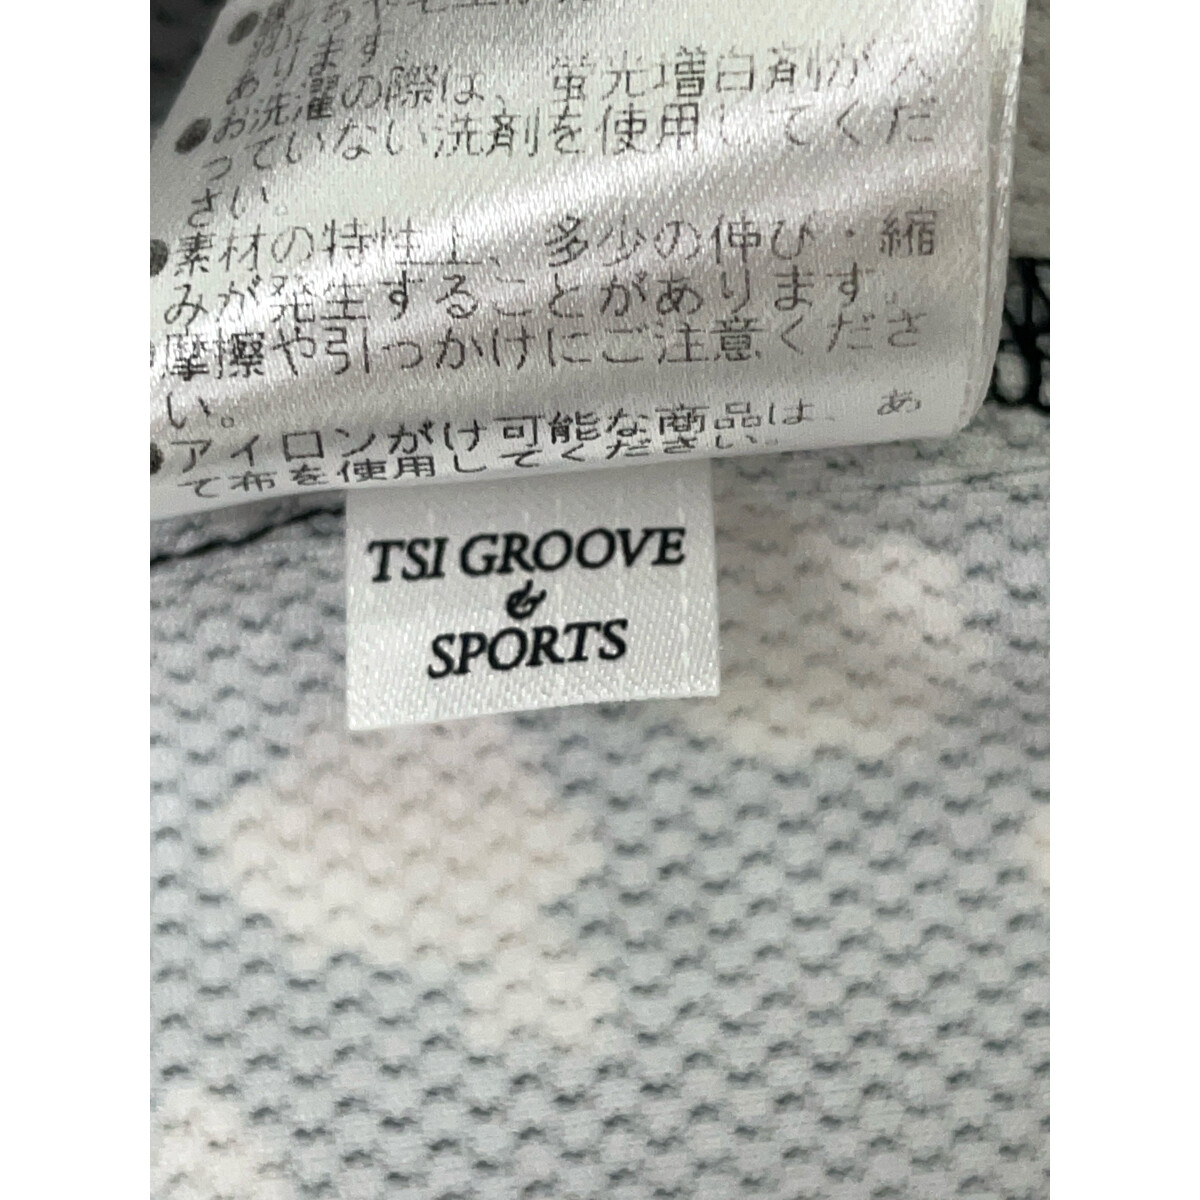 あります
●お洗濯の際は、蛍光増白剤が入
っていない洗剤を使用してくだ
さい。
●素材の特性上、多少の伸び・縮
みが発生することがあります。
●摩擦や引っかけにご注意くださ
い。
●アイロンがけ可能な商品は、あ
て布を使用してください。
TSI GROOVE
&
SPORTS